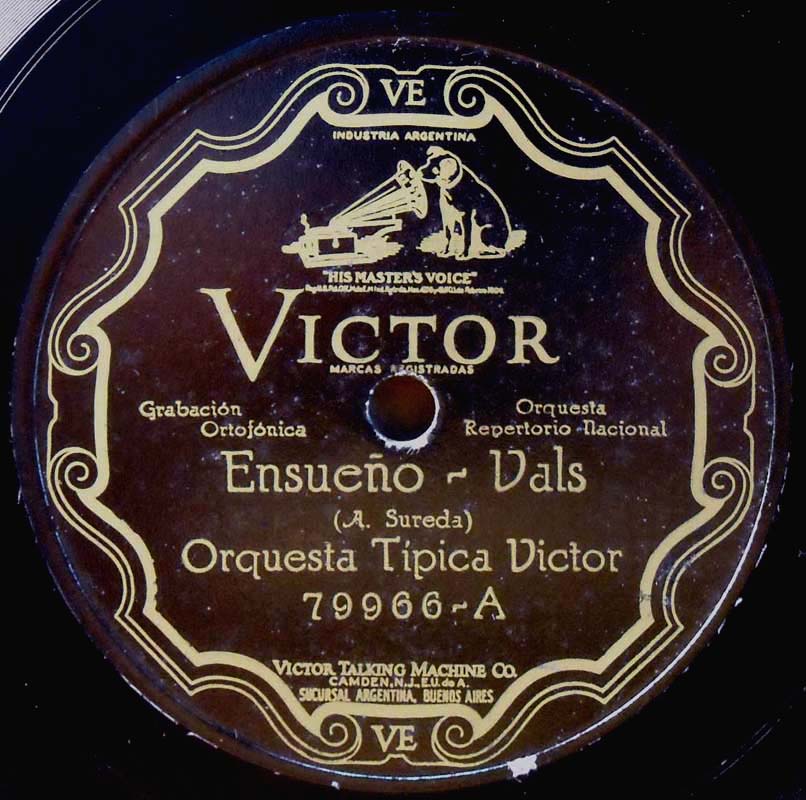 VE
INDUSTRIA ARGENTINA
"HIS MASTER'S VOICE"
VICTOR
MARCAS REGISTRADAS
Grabación
Ortofónica
Orquesta
Repertorio Nacional
Ensueño - Vals
(A. Sureda)
Orquesta Típica Victor
79966-A
VICTOR TALKING MACHINE CO.
CAMDEN, N.J., E.U. de A.
SUCURSAL ARGENTINA, BUENOS AIRES
VE